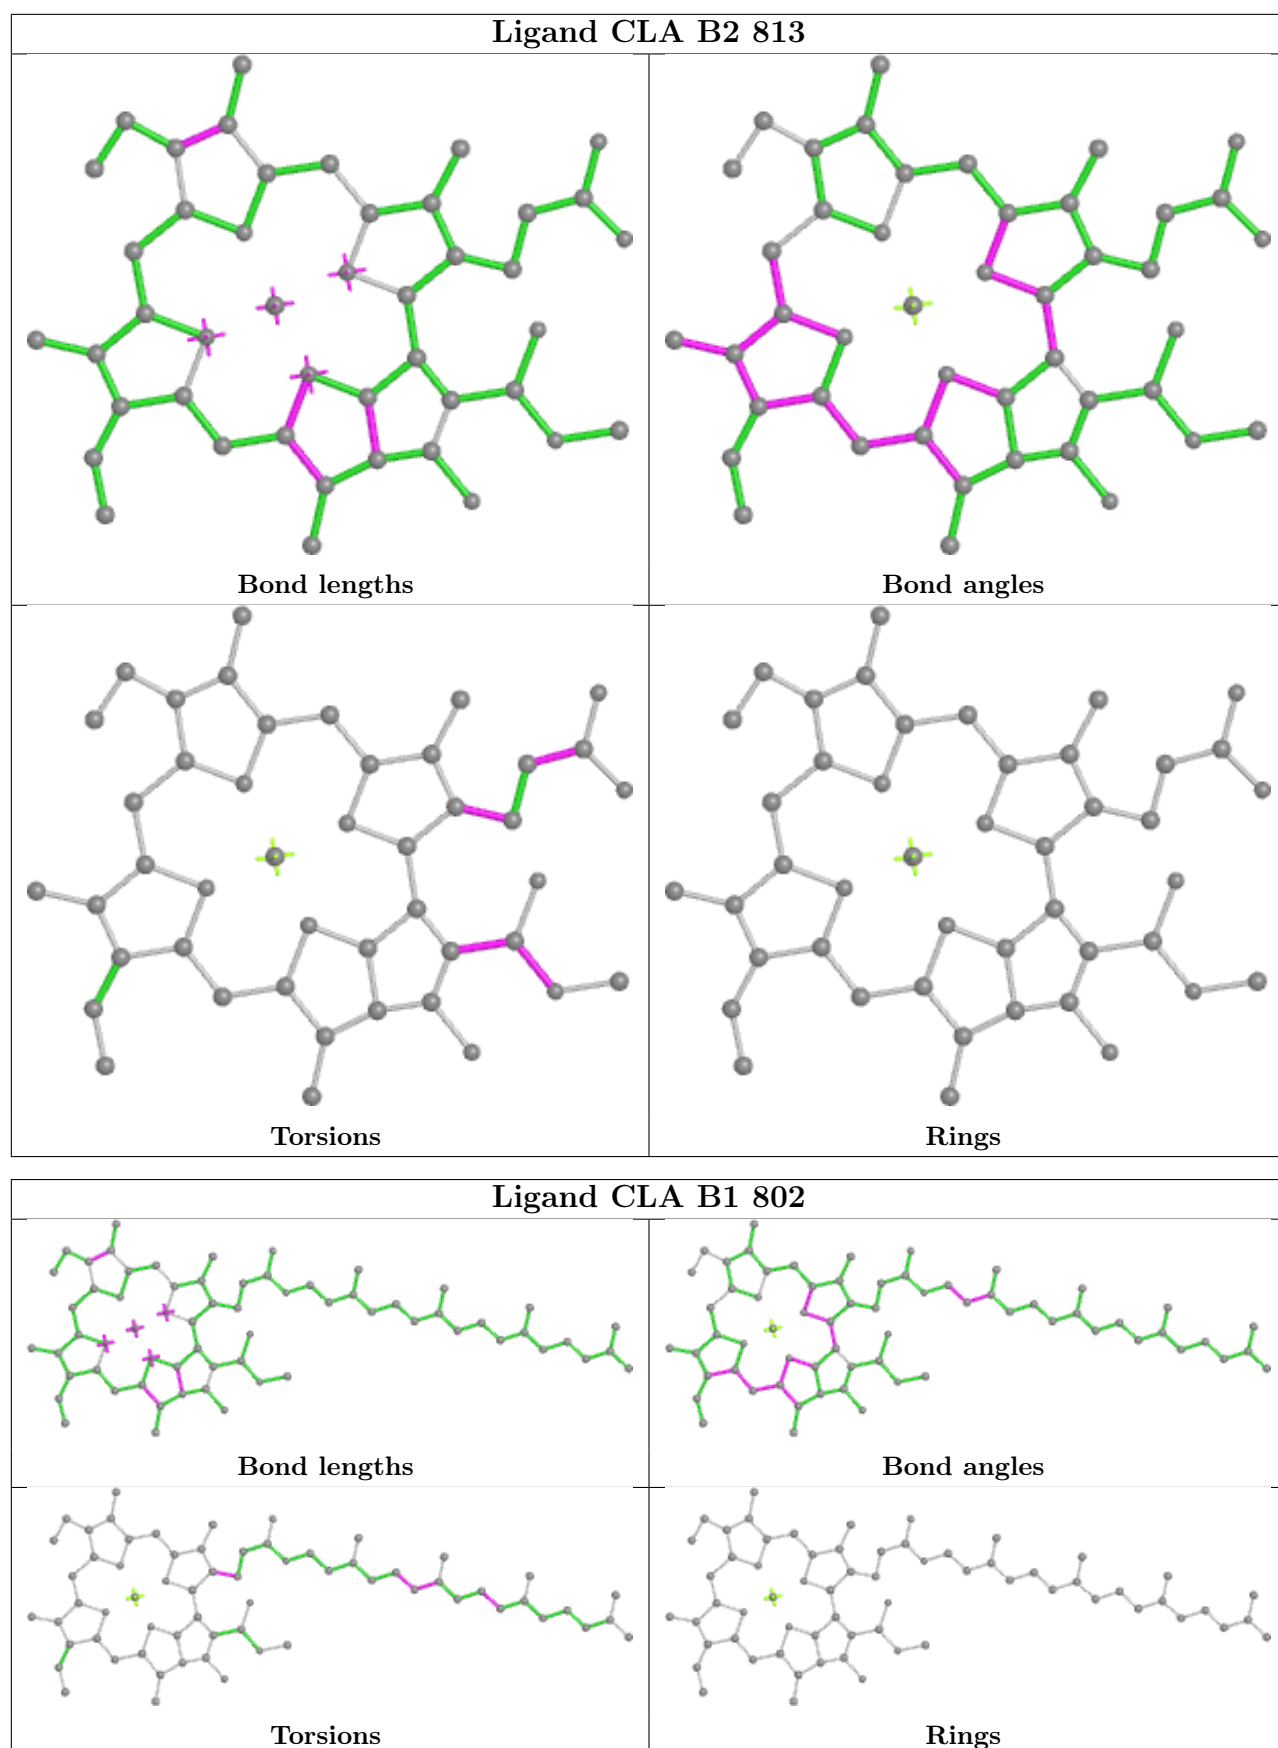 Ligand CLA B2 813
Bond lengths
Bond angles
Torsions
Rings
Ligand CLA B1 802
Bond lengths
Bond angles
Torsions
Rings